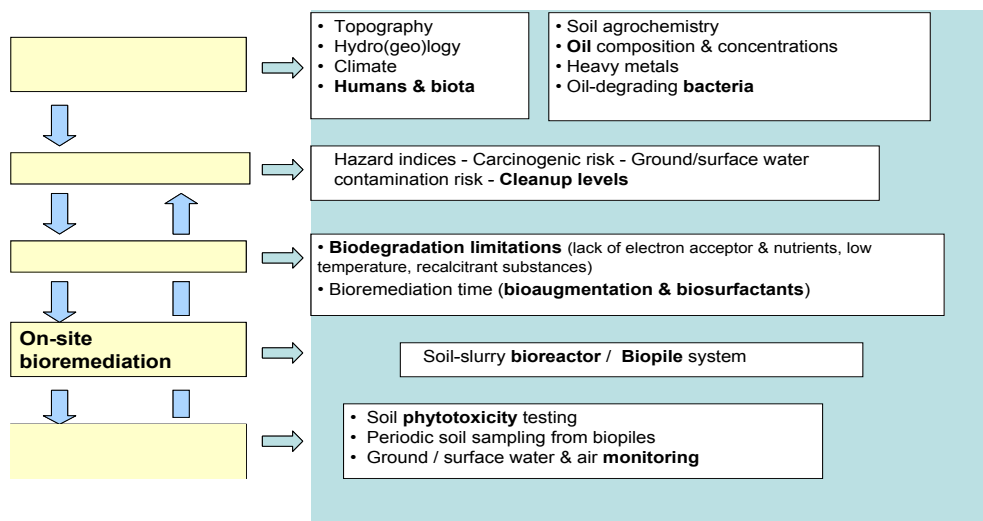 • Topography
• Hydro(geo)logy
• Climate
• Humans & biota
• Soil agrochemistry
• Oil composition & concentrations
• Heavy metals
• Oil-degrading bacteria
Hazard indices - Carcinogenic risk - Ground/surface water
contamination risk - Cleanup levels
• Biodegradation limitations (lack of electron acceptor & nutrients, low
temperature, recalcitrant substances)
• Bioremediation time (bioaugmentation & biosurfactants)
On-site
bioremediation
Soil-slurry bioreactor / Biopile system
• Soil phytotoxicity testing
• Periodic soil sampling from biopiles
• Ground / surface water & air monitoring